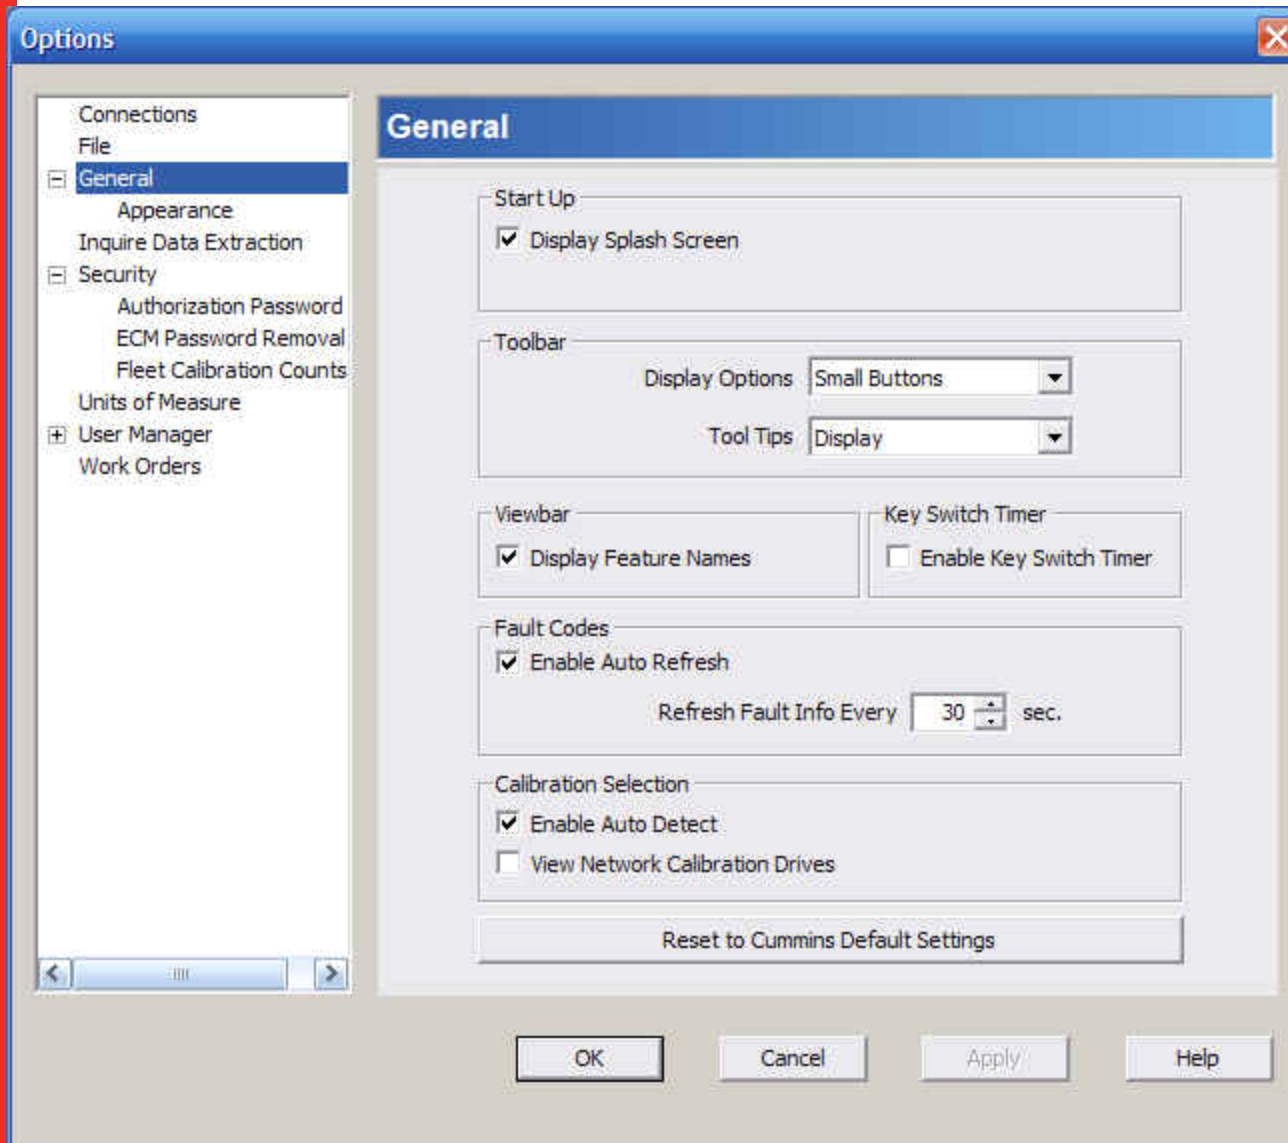 Options
Connections
File
General
Appearance
Inquire Data Extraction
Security
Authorization Password
ECM Password Removal
Fleet Calibration Counts
Units of Measure
User Manager
Work Orders
General
Start Up
Display Splash Screen
Toolbar
Display Options Small Buttons
Tool Tips Display
Viewbar
Display Feature Names
Key Switch Timer
Enable Key Switch Timer
Fault Codes
Enable Auto Refresh
Refresh Fault Info Every 30 sec.
Calibration Selection
Enable Auto Detect
View Network Calibration Drives
Reset to Cummins Default Settings
OK Cancel Apply Help